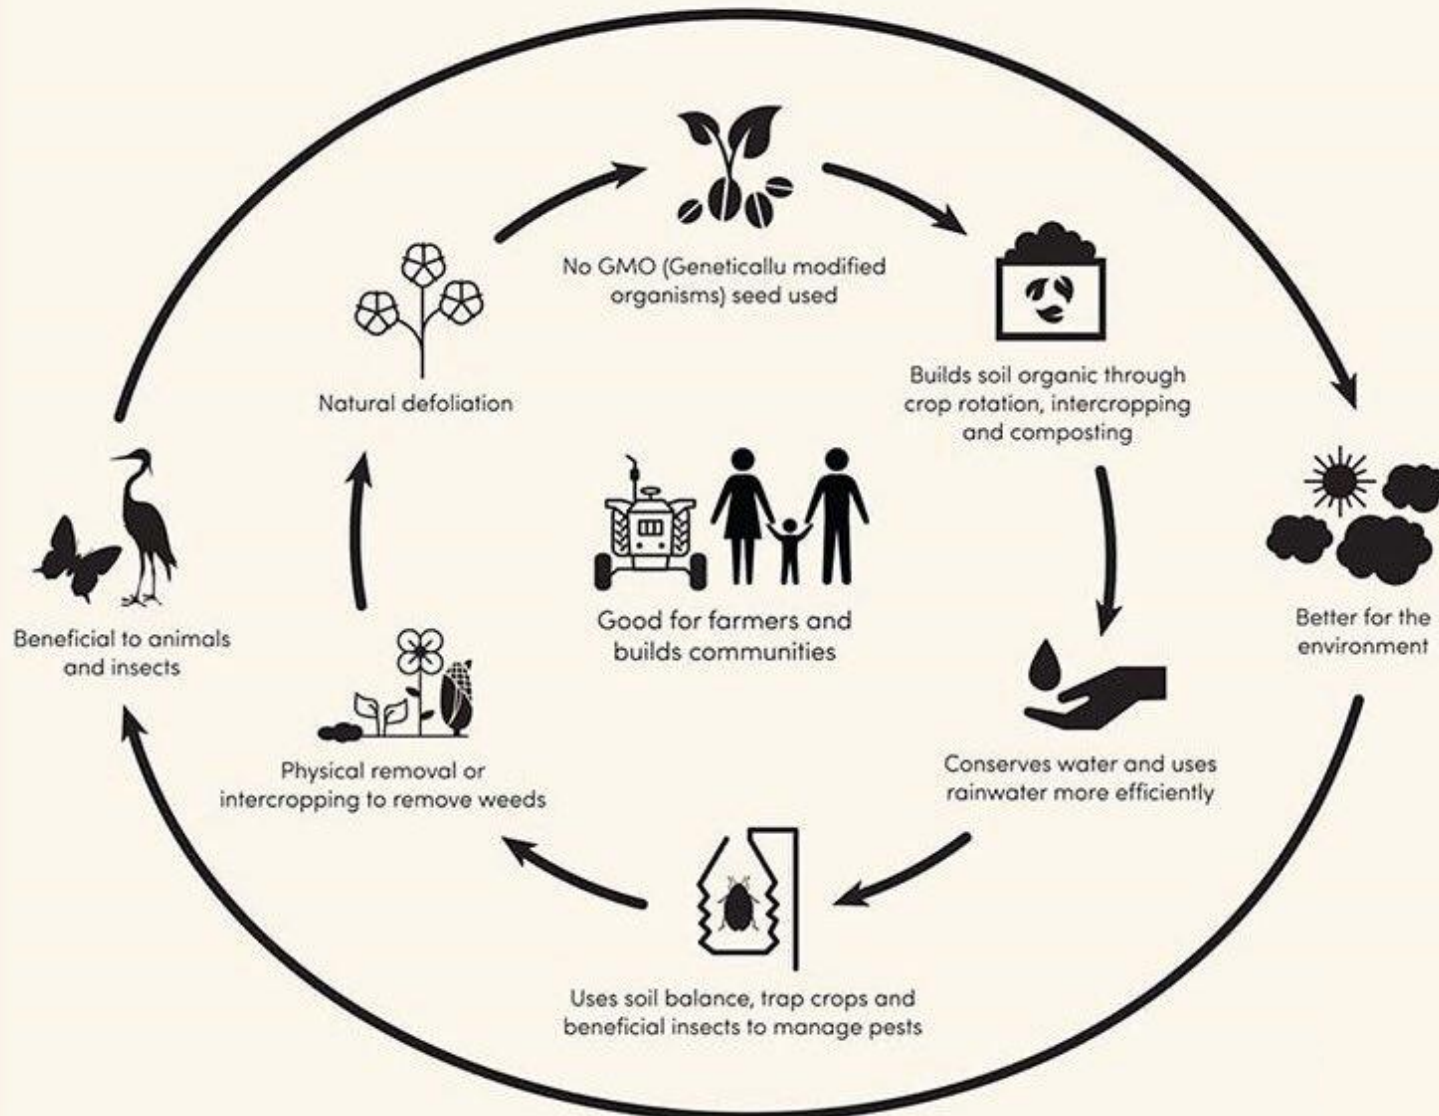 No GMO (Genetically modified
organisms) seed used
Builds soil organic through
crop rotation, intercropping
and composting
Conserves water and uses
rainwater more efficiently
Uses soil balance, trap crops and
beneficial insects to manage pests
Physical removal or
intercropping to remove weeds
Natural defoliation
Good for farmers and
builds communities
Better for the
environment
Beneficial to animals
and insects